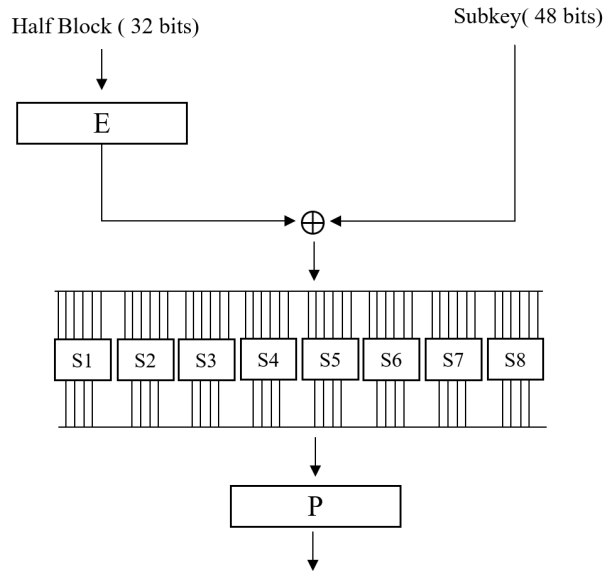 Half Block ( 32 bits)
Subkey( 48 bits)
E
S1 S2 S3 S4 S5 S6 S7 S8
P